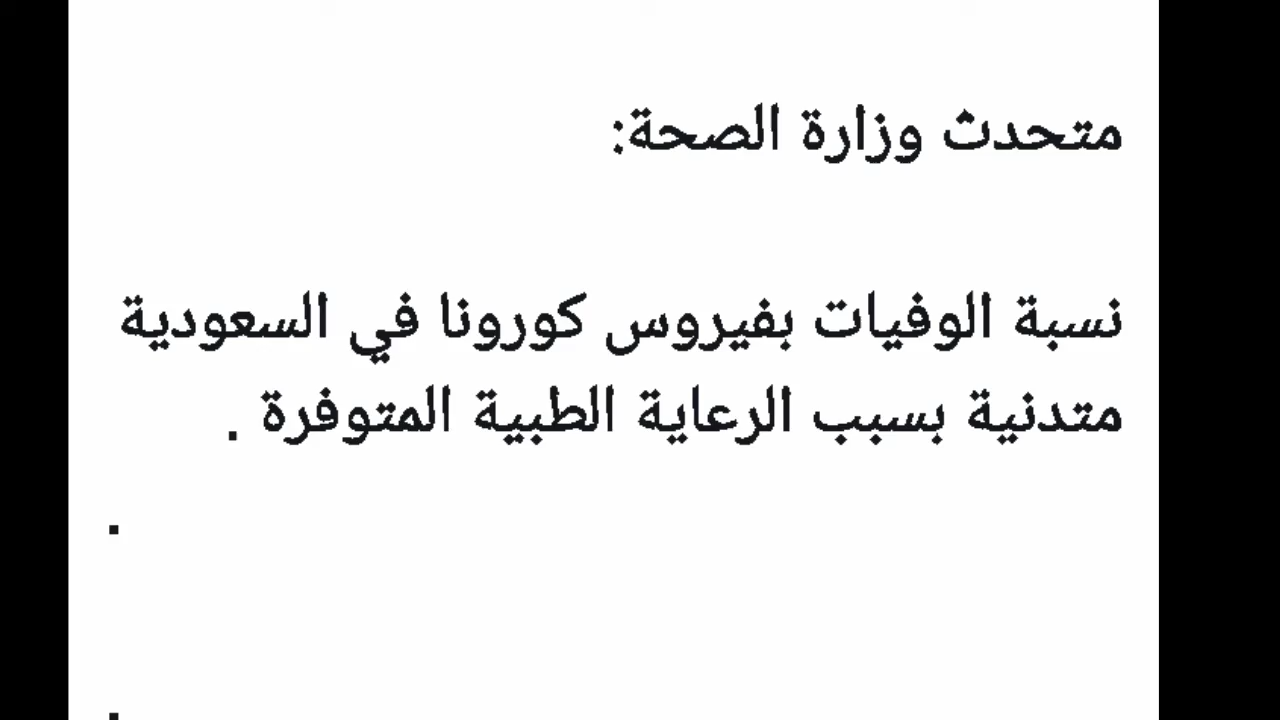 متحدث وزارة الصحة:
نسبة الوفيات بفيروس كورونا في السعودية
متدنية بسبب الرعاية الطبية المتوفرة .
.
.